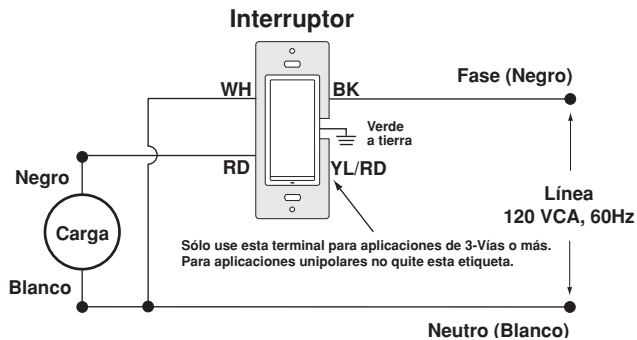 Interruptor
Fase (Negro)
WH
BK
Verde
a tierra
RD
YL/RD
Negro
Línea
120 VCA, 60Hz
Carga
Sólo use esta terminal para aplicaciones de 3-Vías o más.
Para aplicaciones unipolares no quite esta etiqueta.
Blanco
Neutro (Blanco)